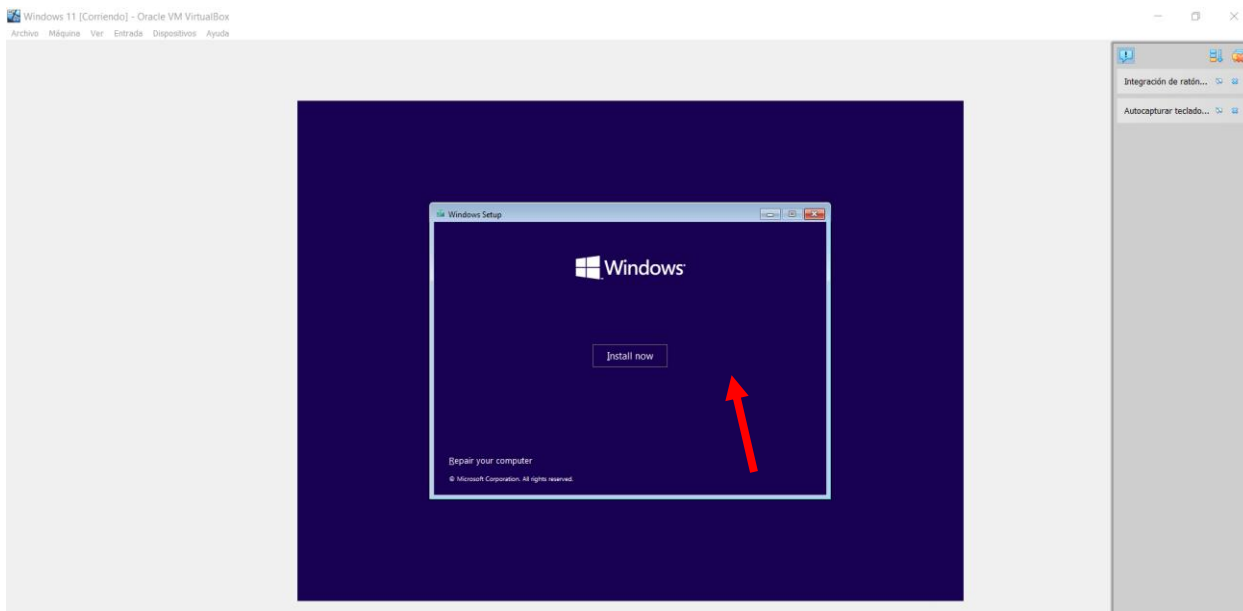 Windows 11 [Corriendo] - Oracle VM VirtualBox
Archivo Máquina Ver Entrada Dispositivos Ayuda
Integración de ratón...
Autocapturar teclado...
Windows Setup
Windows
Install now
Repair your computer
© Microsoft Corporation. All rights reserved.